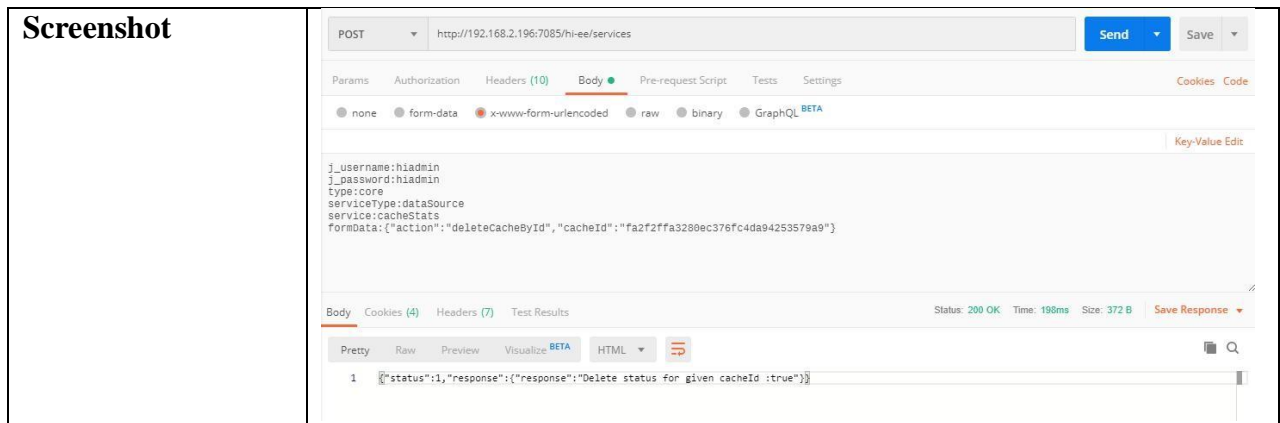 Screenshot
POST http://192.168.2.196:7085/hi-ee/services Send Save
Params Authorization Headers (10) Body Pre-request Script Tests Settings Cookies Code
none form-data x-www-form-urlencoded raw binary GraphQL BETA
Key-Value Edit
j_username:hiadmin
j_password:hiadmin
type:core
serviceType:dataSource
service:cacheStats
formData:{"action":"deleteCacheById","cacheId":"fa2f2ffa3280ec376fc4da94253579a9"}
Body Cookies (4) Headers (7) Test Results Status: 200 OK Time: 198ms Size: 372 B Save Response
Pretty Raw Preview Visualize BETA HTML
1 {"status":1,"response":{"response":"Delete status for given cacheId :true"}}